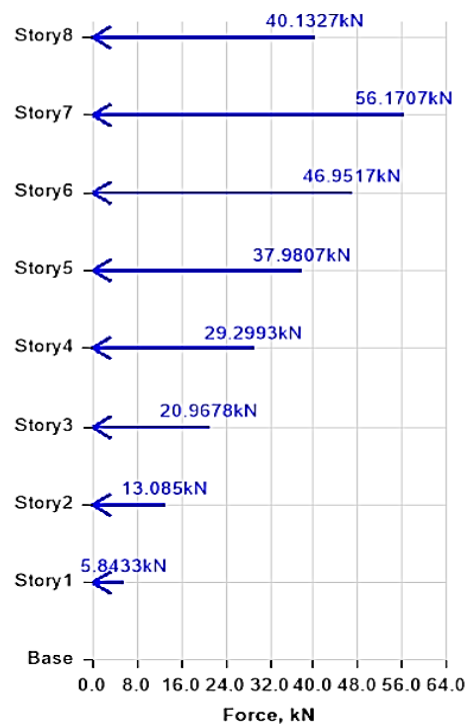 40.1327kN
Story8
56.1707kN
Story7
46.9517kN
Story6
37.9807kN
Story5
29.2993kN
Story4
20.9678kN
Story3
13.085kN
Story2
5.8433kN
Story1
Base
0.0 8.0 16.0 24.0 32.0 40.0 48.0 56.0 64.0
Force, kN